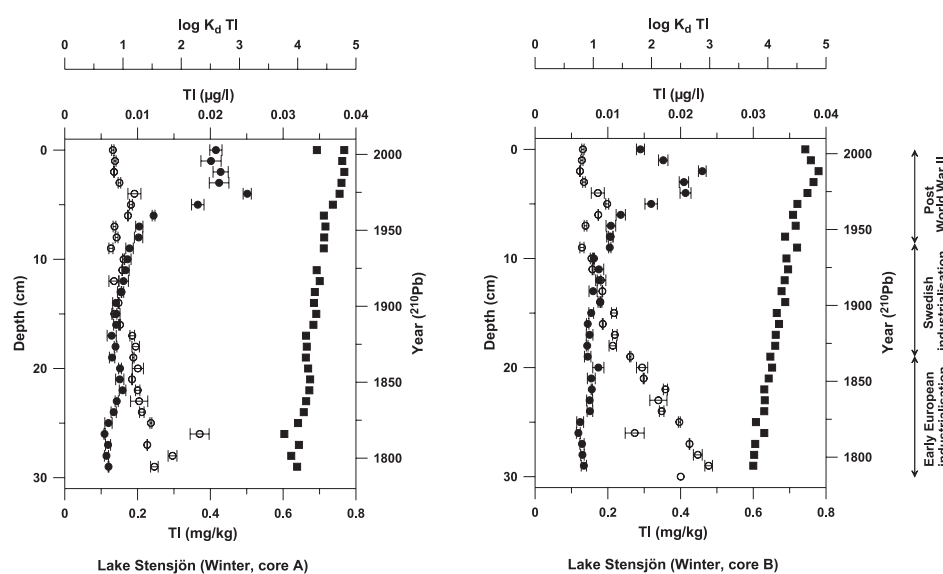 log Kd Tl
0 1 2 3 4 5
Tl (µg/l)
0 0.01 0.02 0.03 0.04
Depth (cm)
0
10
20
30
Year (210Pb)
2000
1950
1900
1850
1800
0 0.2 0.4 0.6 0.8
Tl (mg/kg)
Lake Stensjön (Winter, core A)
log Kd Tl
0 1 2 3 4 5
Tl (µg/l)
0 0.01 0.02 0.03 0.04
Depth (cm)
0
10
20
30
Year (210Pb)
2000
1950
1900
1850
1800
0 0.2 0.4 0.6 0.8
Tl (mg/kg)
Lake Stensjön (Winter, core B)
Post
World War II
Swedish
industrialisation
Early European
industrialisation